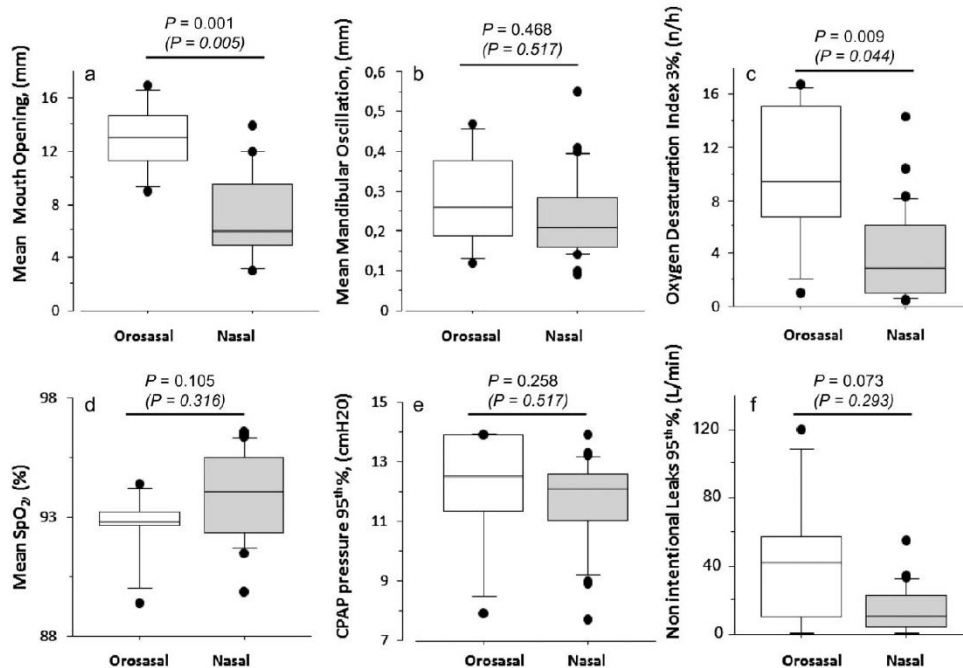 P = 0.001
(P = 0.005)
a
Mean Mouth Opening, (mm)
16
12
8
4
0
Orosasal Nasal
P = 0.468
(P = 0.517)
b
Mean Mandibular Oscillation, (mm)
0,6
0,5
0,4
0,3
0,2
0,1
0
Orosasal Nasal
P = 0.009
(P = 0.044)
c
Oxygen Desaturation Index 3%, (n/h)
16
12
8
4
0
Orosasal Nasal
P = 0.105
(P = 0.316)
d
Mean SpO2, (%)
98
93
88
Orosasal Nasal
P = 0.258
(P = 0.517)
e
CPAP pressure 95th %, (cmH20)
15
13
11
9
7
Orosasal Nasal
P = 0.073
(P = 0.293)
f
Non intentional Leaks 95th %, (L/min)
120
80
40
0
Orosasal Nasal